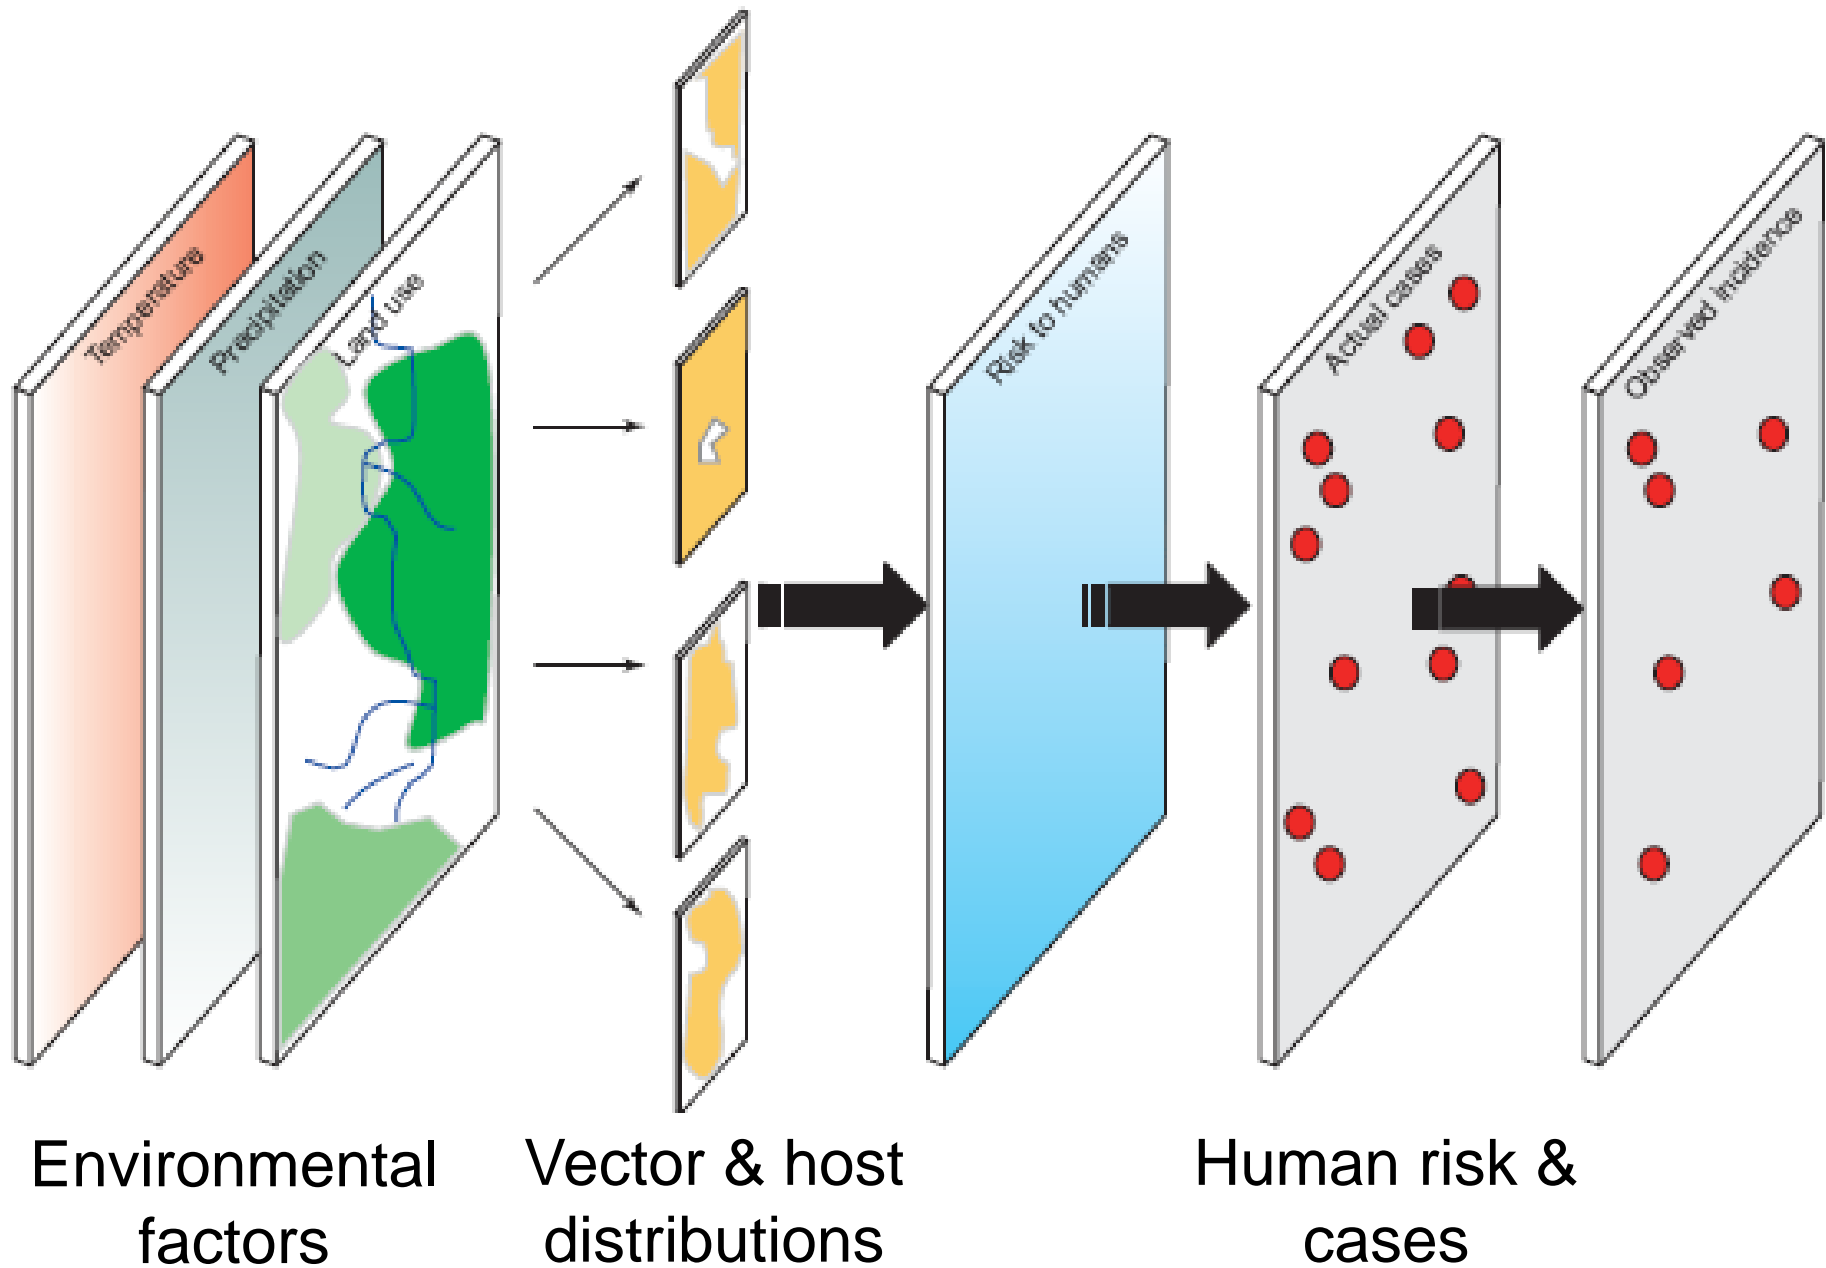 Temperature
Precipitation
Land use
Risk to humans
Actual cases
Observed incidence
Environmental
factors
Vector & host
distributions
Human risk &
cases